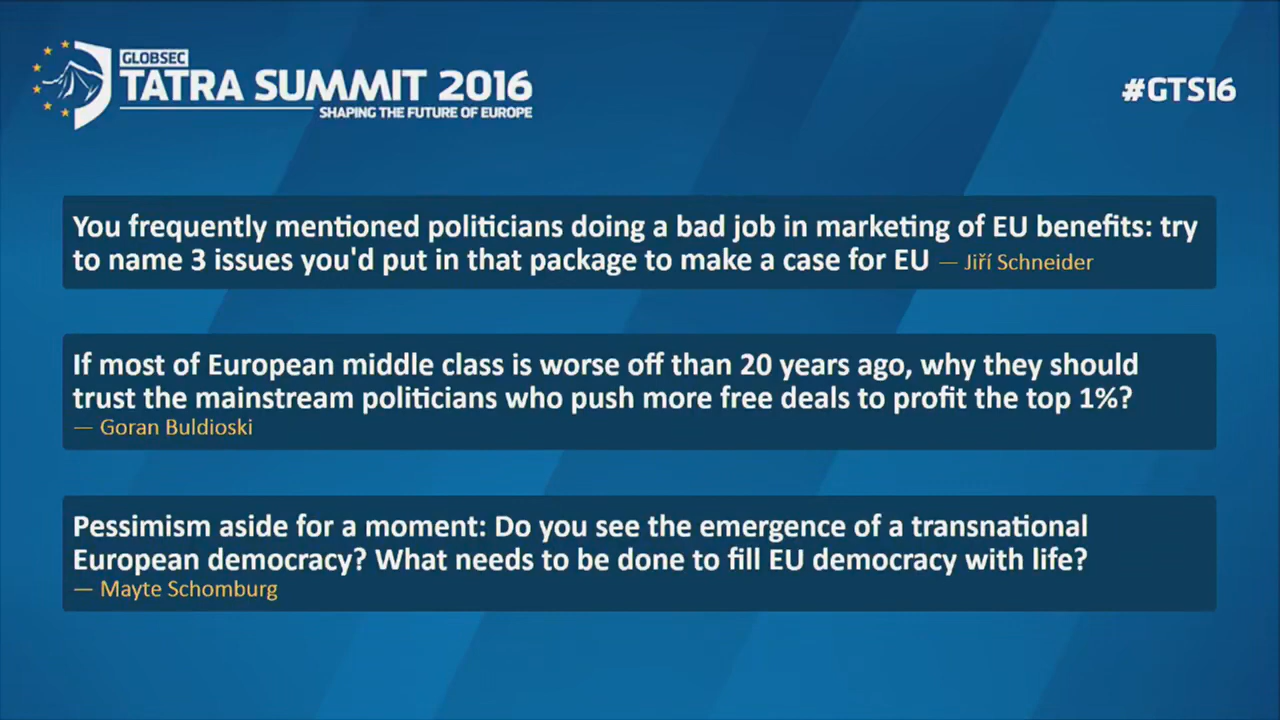 GLOBSEC
TATRA SUMMIT 2016
SHAPING THE FUTURE OF EUROPE
#GTS16
You frequently mentioned politicians doing a bad job in marketing of EU benefits: try
to name 3 issues you'd put in that package to make a case for EU — Jiří Schneider
If most of European middle class is worse off than 20 years ago, why they should
trust the mainstream politicians who push more free deals to profit the top 1%?
— Goran Buldioski
Pessimism aside for a moment: Do you see the emergence of a transnational
European democracy? What needs to be done to fill EU democracy with life?
— Mayte Schomburg